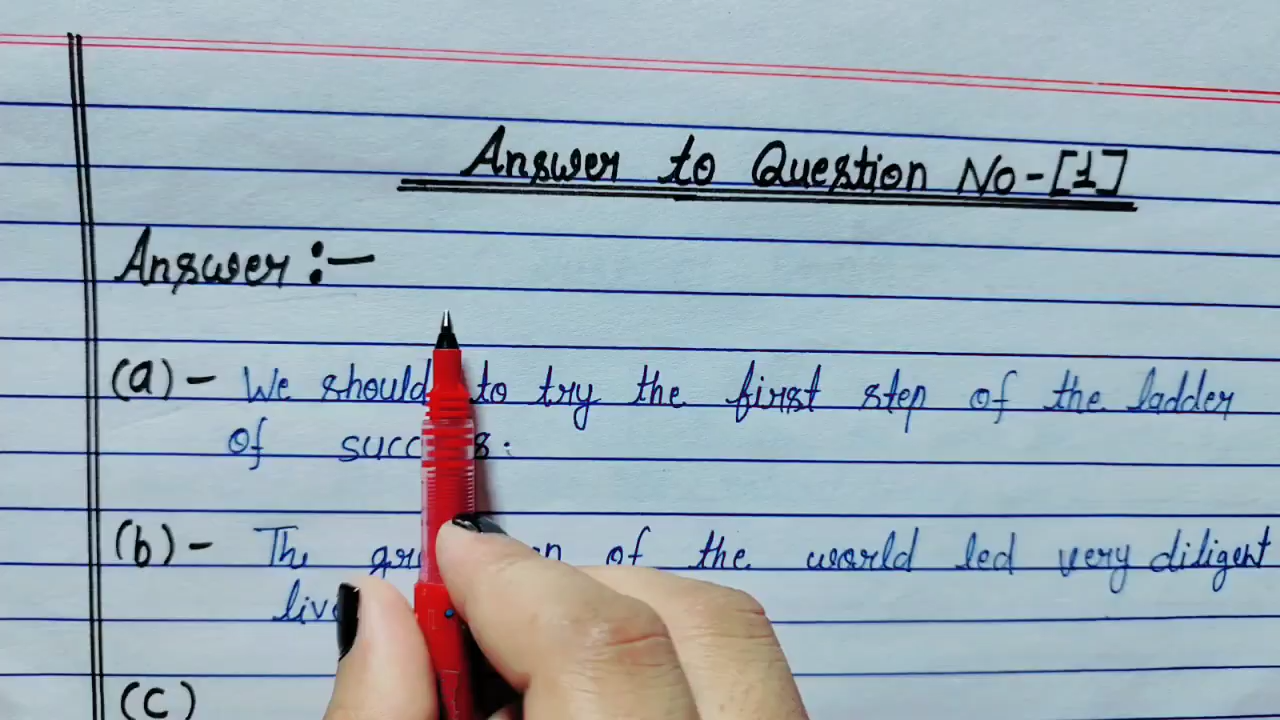 Answer to Question No-[1]
Answer :-
(a) - We should to try the first step of the ladder
of
(b) - The of the world led very diligent
(c)